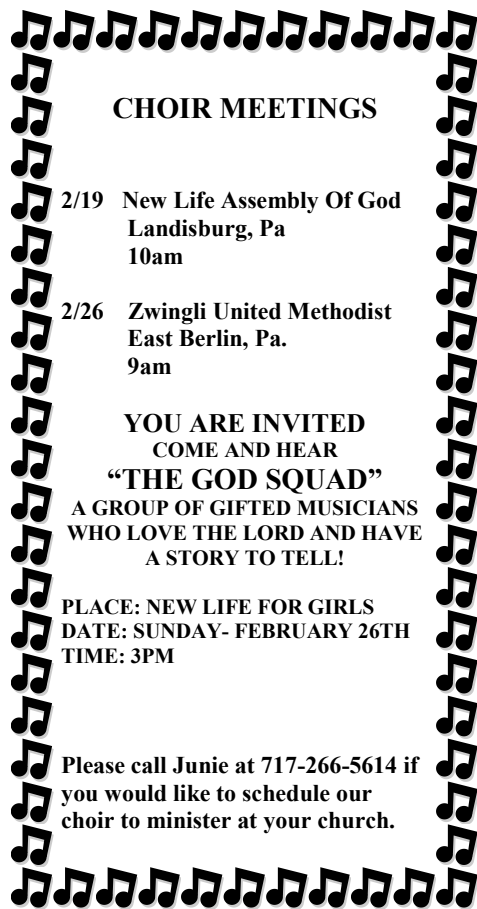 CHOIR MEETINGS
2/19 New Life Assembly Of God
Landisburg, Pa
10am
2/26 Zwingli United Methodist
East Berlin, Pa.
9am
YOU ARE INVITED
COME AND HEAR
“THE GOD SQUAD”
A GROUP OF GIFTED MUSICIANS
WHO LOVE THE LORD AND HAVE
A STORY TO TELL!
PLACE: NEW LIFE FOR GIRLS
DATE: SUNDAY- FEBRUARY 26TH
TIME: 3PM
Please call Junie at 717-266-5614 if
you would like to schedule our
choir to minister at your church.